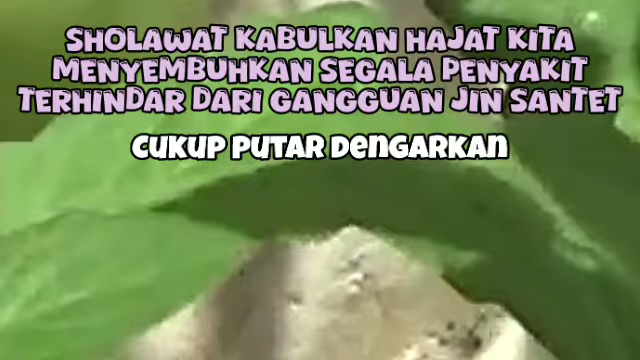 SHOLAWAT KABULKAN HAJAT KITA
MENYEMBUHKAN SEGALA PENYAKIT
TERHINDAR DARI GANGGUAN JIN SANTET
CUKUP PUTAR DENGARKAN